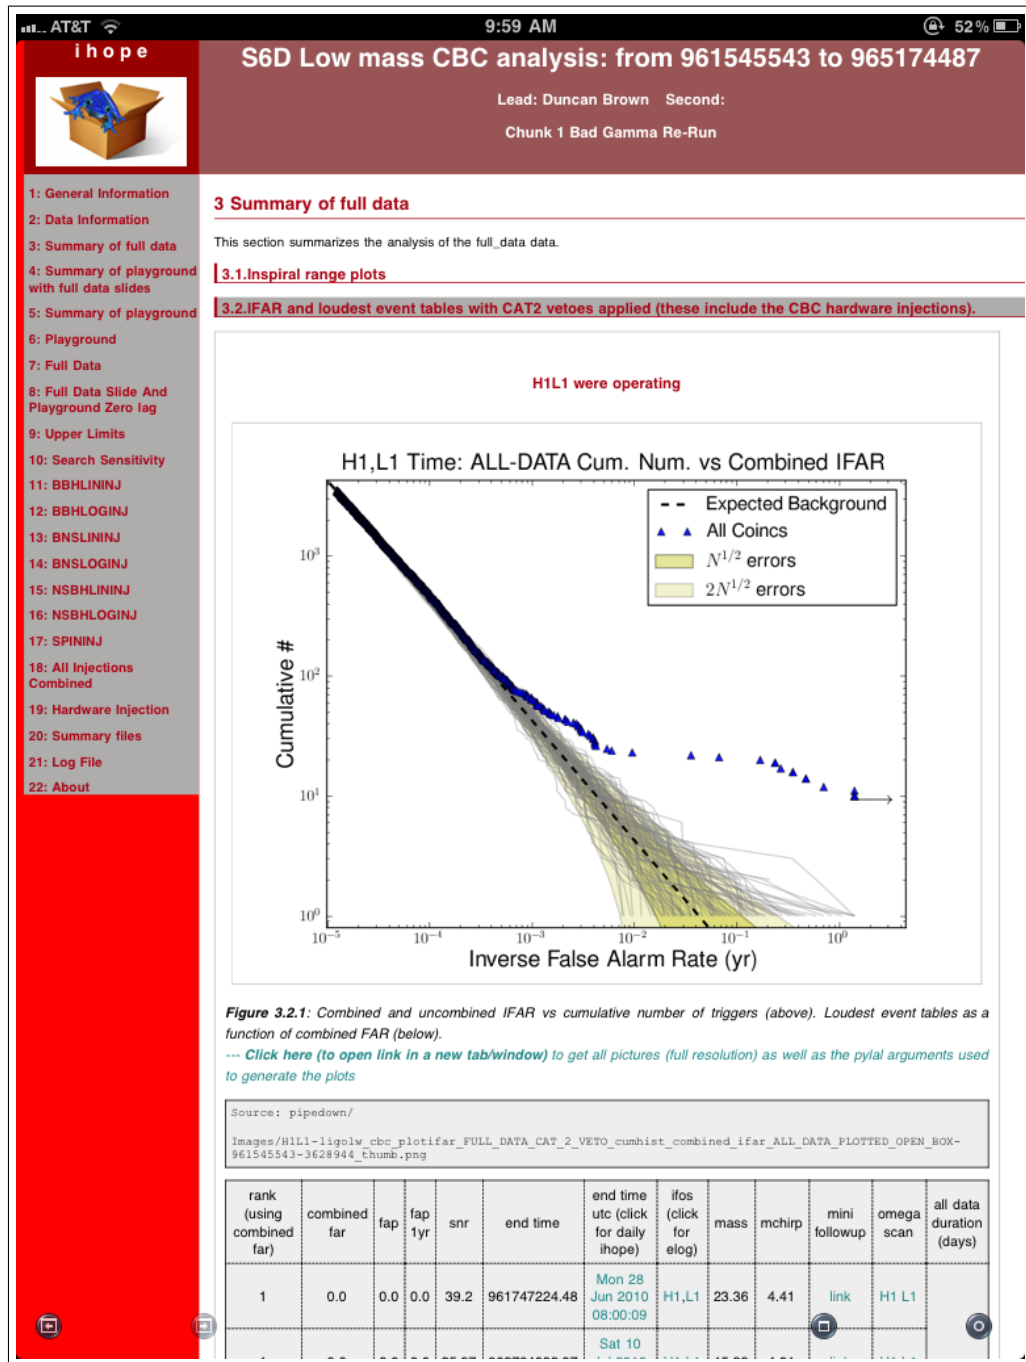 AT&T 9:59 AM 52%
ihope
S6D Low mass CBC analysis: from 961545543 to 965174487
Lead: Duncan Brown Second:
Chunk 1 Bad Gamma Re-Run
1: General Information
2: Data Information
3: Summary of full data
4: Summary of playground
with full data slides
5: Summary of playground
6: Playground
7: Full Data
8: Full Data Slide And
Playground Zero lag
9: Upper Limits
10: Search Sensitivity
11: BBHLININJ
12: BBHLOGINJ
13: BNSLININJ
14: BNSLOGINJ
15: NSBHLININJ
16: NSBHLOGINJ
17: SPININJ
18: All Injections
Combined
19: Hardware Injection
20: Summary files
21: Log File
22: About
3 Summary of full data
This section summarizes the analysis of the full_data data.
3.1.Inspiral range plots
3.2.IFAR and loudest event tables with CAT2 vetoes applied (these include the CBC hardware injections).
H1L1 were operating
H1,L1 Time: ALL-DATA Cum. Num. vs Combined IFAR
Expected Background
All Coincs
N^{1/2} errors
2N^{1/2} errors
Cumulative #
10^3
10^2
10^1
10^0
10^-5 10^-4 10^-3 10^-2 10^-1 10^0
Inverse False Alarm Rate (yr)
Figure 3.2.1: Combined and uncombined IFAR vs cumulative number of triggers (above). Loudest event tables as a
function of combined FAR (below).
--- Click here (to open link in a new tab/window) to get all pictures (full resolution) as well as the pylal arguments used
to generate the plots
Source: pipedown/
Images/H1L1-ligolw_cbc_plotifar_FULL_DATA_CAT_2_VETO_cumhist_combined_ifar_ALL_DATA_PLOTTED_OPEN_BOX-
961545543-3628944_thumb.png
rank (using combined far) combined far fap fap 1yr snr end time end time utc (click for daily ihope) ifos (click for elog) mass mchirp mini followup omega scan all data duration (days)
1 0.0 0.0 0.0 39.2 961747224.48 Mon 28 Jun 2010 08:00:09 H1,L1 23.36 4.41 link H1 L1
Sat 10